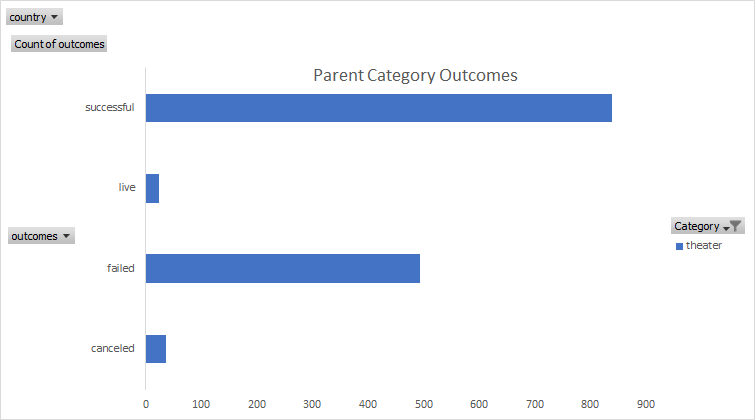 country
Count of outcomes
Parent Category Outcomes
successful
live
outcomes
failed
canceled
Category
theater
0 100 200 300 400 500 600 700 800 900